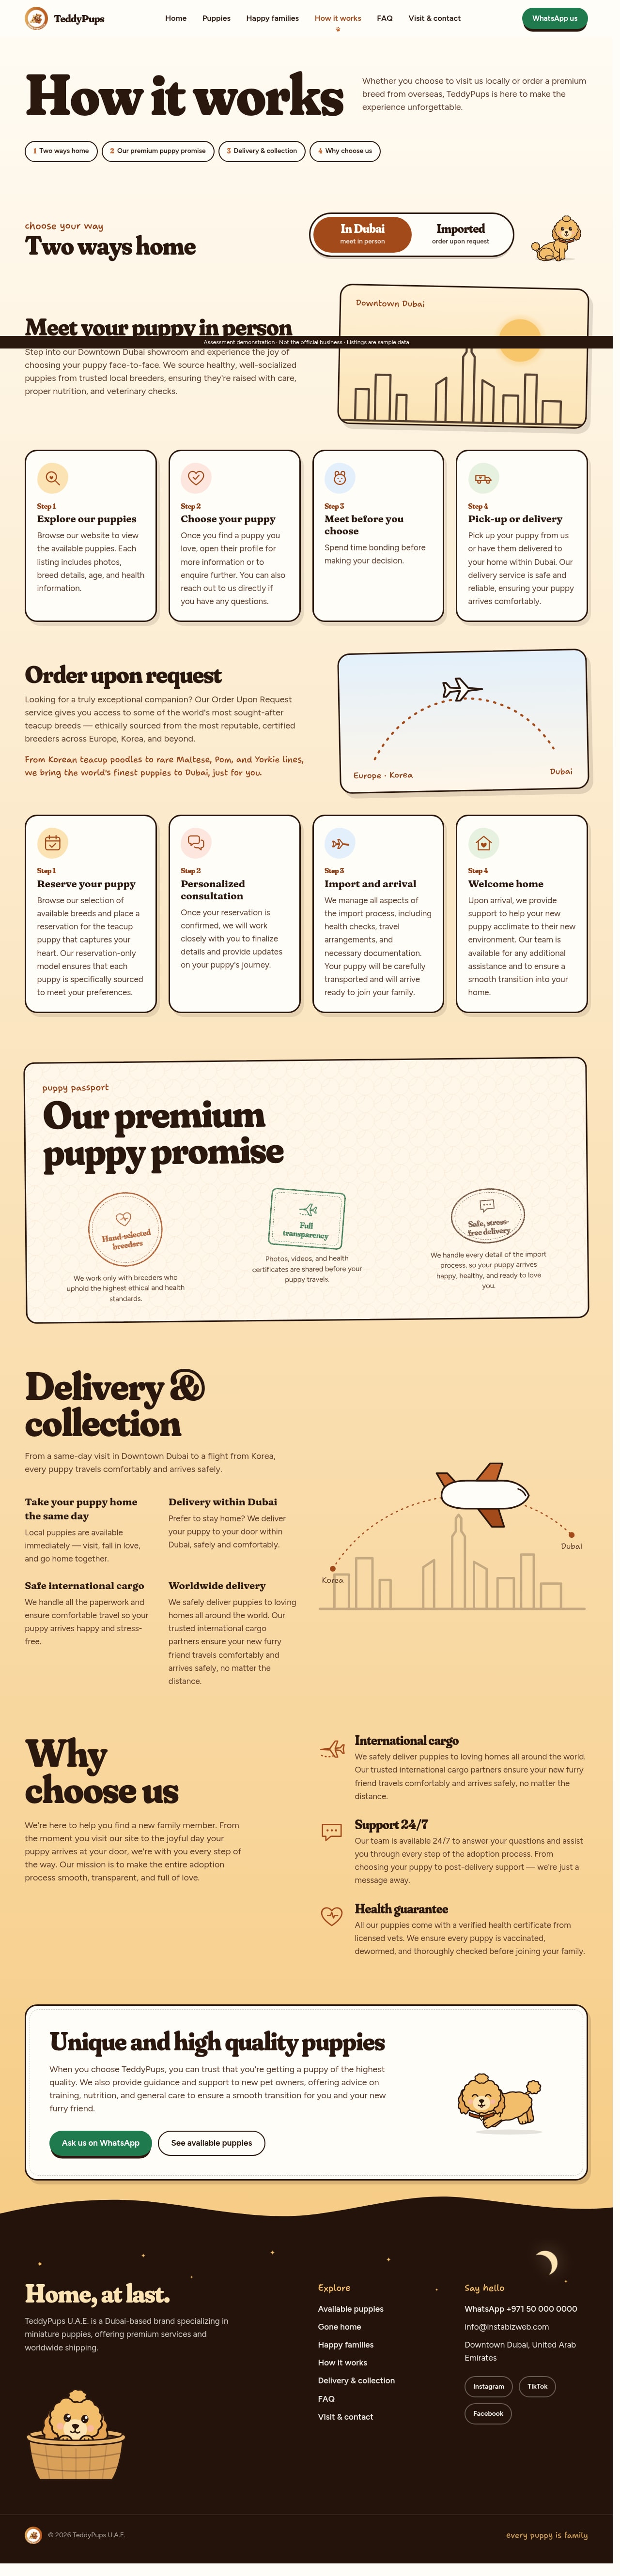 TeddyPups
Home Puppies Happy families How it works FAQ Visit & contact
WhatsApp us
How it works
Whether you choose to visit us locally or order a premium
breed from overseas, TeddyPups is here to make the
experience unforgettable.
1 Two ways home
2 Our premium puppy promise
3 Delivery & collection
4 Why choose us
choose your way
Two ways home
In Dubai
meet in person
Imported
order upon request
Meet your puppy in person
Downtown Dubai
Assessment demonstration · Not the official business · Listings are sample data
Step into our Downtown Dubai showroom and experience the joy of
choosing your puppy face-to-face. We source healthy, well-socialized
puppies from trusted local breeders, ensuring they're raised with care,
proper nutrition, and veterinary checks.
Step 1
Explore our puppies
Browse our website to view
the available puppies. Each
listing includes photos,
breed details, age, and health
information.
Step 2
Choose your puppy
Once you find a puppy you
love, open their profile for
more information or to
enquire further. You can also
reach out to us directly if
you have any questions.
Step 3
Meet before you
choose
Spend time bonding before
making your decision.
Step 4
Pick-up or delivery
Pick up your puppy from us
or have them delivered to
your home within Dubai. Our
delivery service is safe and
reliable, ensuring your puppy
arrives comfortably.
Order upon request
Looking for a truly exceptional companion? Our Order Upon Request
service gives you access to some of the world's most sought-after
teacup breeds — ethically sourced from the most reputable, certified
breeders across Europe, Korea, and beyond.
From Korean teacup poodles to rare Maltese, Pom, and Yorkie lines,
we bring the world's finest puppies to Dubai, just for you.
Europe · Korea
Dubai
Step 1
Reserve your puppy
Browse our selection of
available breeds and place a
reservation for the teacup
puppy that captures your
heart. Our reservation-only
model ensures that each
puppy is specifically sourced
to meet your preferences.
Step 2
Personalized
consultation
Once your reservation is
confirmed, we will work
closely with you to finalize
details and provide updates
on your puppy's journey.
Step 3
Import and arrival
We manage all aspects of
the import process, including
health checks, travel
arrangements, and
necessary documentation.
Your puppy will be carefully
transported and will arrive
ready to join your family.
Step 4
Welcome home
Upon arrival, we provide
support to help your new
puppy acclimate to their new
environment. Our team is
available for any additional
assistance and to ensure a
smooth transition into your
home.
puppy passport
Our premium
puppy promise
Hand-selected
breeders
We work only with breeders who
uphold the highest ethical and health
standards.
Full
transparency
Photos, videos, and health
certificates are shared before your
puppy travels.
Safe, stress-
free delivery
We handle every detail of the import
process, so your puppy arrives
happy, healthy, and ready to love
you.
Delivery &
collection
From a same-day visit in Downtown Dubai to a flight from Korea,
every puppy travels comfortably and arrives safely.
Take your puppy home
the same day
Local puppies are available
immediately — visit, fall in love,
and go home together.
Delivery within Dubai
Prefer to stay home? We deliver
your puppy to your door within
Dubai, safely and comfortably.
Safe international cargo
We handle all the paperwork and
ensure comfortable travel so your
puppy arrives happy and stress-
free.
Worldwide delivery
We safely deliver puppies to loving
homes all around the world. Our
trusted international cargo
partners ensure your new furry
friend travels comfortably and
arrives safely, no matter the
distance.
Korea
Dubai
Why
choose us
We're here to help you find a new family member. From
the moment you visit our site to the joyful day your
puppy arrives at your door, we're with you every step of
the way. Our mission is to make the entire adoption
process smooth, transparent, and full of love.
International cargo
We safely deliver puppies to loving homes all around the world.
Our trusted international cargo partners ensure your new furry
friend travels comfortably and arrives safely, no matter the
distance.
Support 24/7
Our team is available 24/7 to answer your questions and assist
you through every step of the adoption process. From
choosing your puppy to post-delivery support — we're just a
message away.
Health guarantee
All our puppies come with a verified health certificate from
licensed vets. We ensure every puppy is vaccinated,
dewormed, and thoroughly checked before joining your family.
Unique and high quality puppies
When you choose TeddyPups, you can trust that you're getting a puppy of the highest
quality. We also provide guidance and support to new pet owners, offering advice on
training, nutrition, and general care to ensure a smooth transition for you and your new
furry friend.
Ask us on WhatsApp
See available puppies
Home, at last.
TeddyPups U.A.E. is a Dubai-based brand specializing in
miniature puppies, offering premium services and
worldwide shipping.
Explore
Available puppies
Gone home
Happy families
How it works
Delivery & collection
FAQ
Visit & contact
Say hello
WhatsApp +971 50 000 0000
info@instabizweb.com
Downtown Dubai, United Arab
Emirates
Instagram
TikTok
Facebook
© 2026 TeddyPups U.A.E.
every puppy is family